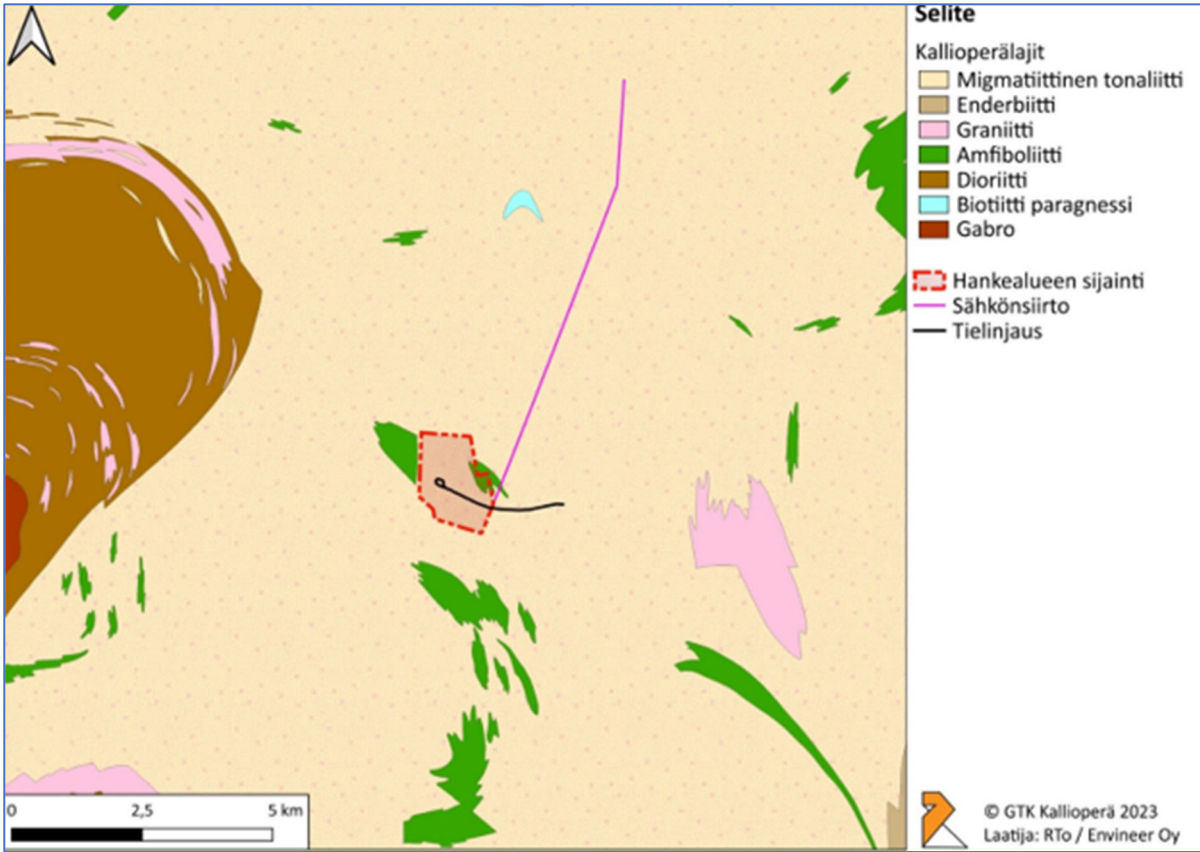 Selite
Kallioperälajit
Migmatiittinen tonaliitti
Enderbiitti
Graniitti
Amfiboliitti
Dioriitti
Biotiitti paragnessi
Gabro
Hankealueen sijainti
Sähkönsiirto
Tielinjaus
0 2,5 5 km
© GTK Kallioperä 2023
Laatija: RTo / Envineer Oy